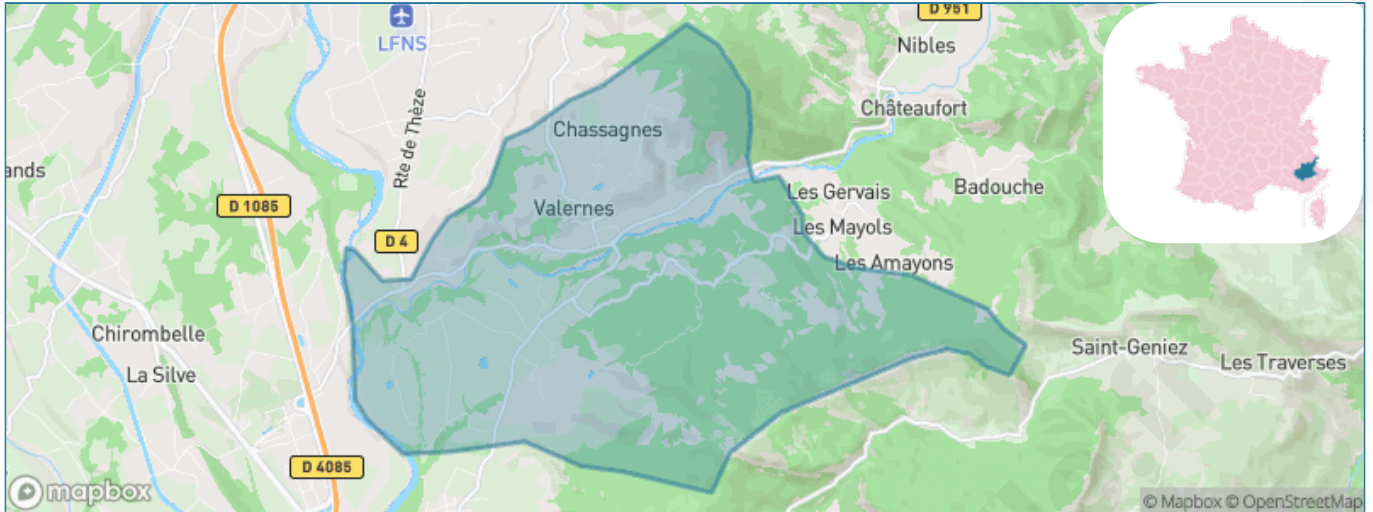 D 951
LFNS
Nibles
Rte de Thèze
Châteaufort
Chassagnes
ands
Les Gervais
Badouche
D 1085
Valernes
Les Mayols
D 4
Les Amayons
Chirombelle
Saint-Geniez
Les Traverses
La Silve
D 4085
mapbox
© Mapbox © OpenStreetMap